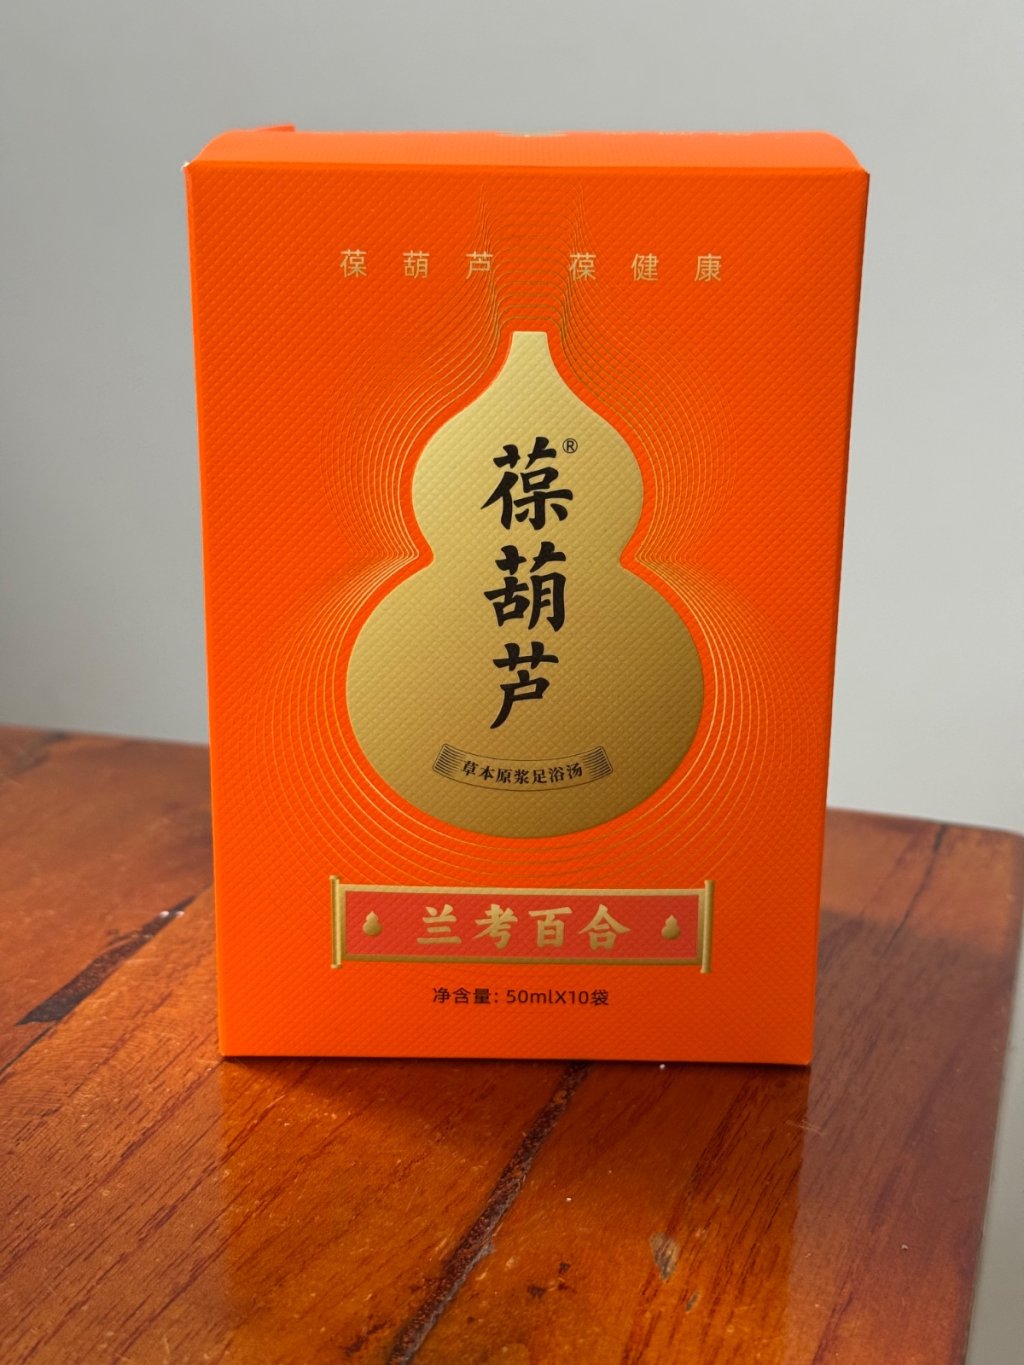 葆葫芦 葆健康
葆葫芦®
草本原浆足浴汤
兰考百合
净含量: 50mlX10袋